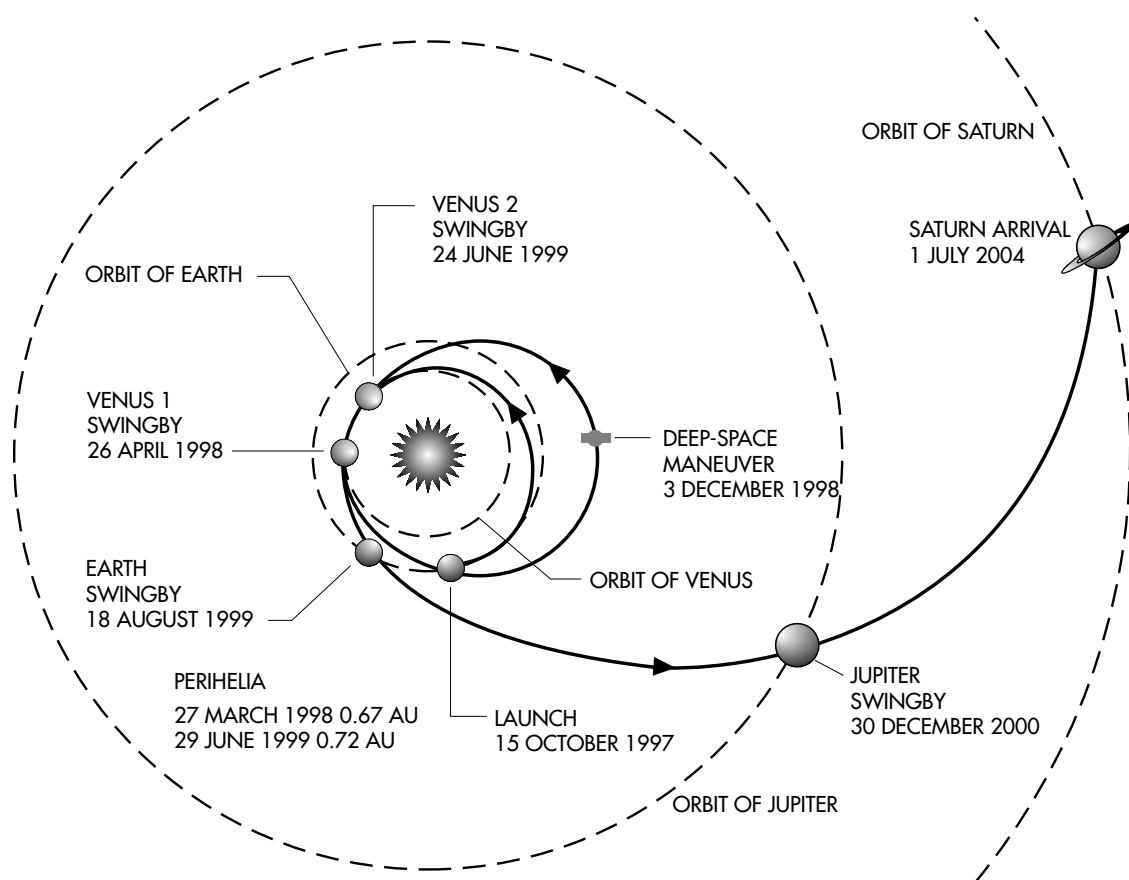 ORBIT OF SATURN
VENUS 2
SWINGBY
24 JUNE 1999
SATURN ARRIVAL
1 JULY 2004
ORBIT OF EARTH
VENUS 1
SWINGBY
26 APRIL 1998
DEEP-SPACE
MANEUVER
3 DECEMBER 1998
ORBIT OF VENUS
EARTH
SWINGBY
18 AUGUST 1999
PERIHELIA
27 MARCH 1998 0.67 AU
29 JUNE 1999 0.72 AU
LAUNCH
15 OCTOBER 1997
JUPITER
SWINGBY
30 DECEMBER 2000
ORBIT OF JUPITER